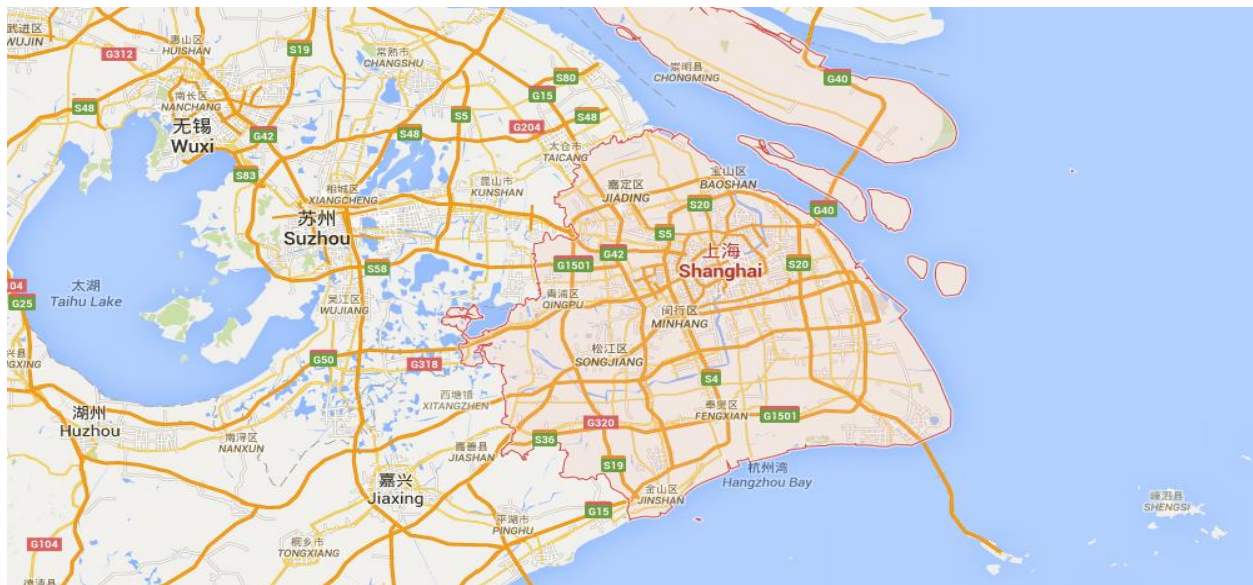 武进区
WUJIN
惠山区
HUISHAN
G312
S19
常熟市
CHANGSHU
S80
G15
崇明县
CHONGMING
G40
S48
南长区
NANCHANG
无锡
Wuxi
G42
S48
S5
G204
S48
太仓市
TAICANG
S83
相城区
XIANGCHENG
昆山市
KUNSHAN
嘉定区
JIADING
宝山区
BAOSHAN
S20
G40
苏州
Suzhou
S5
G42
上海
Shanghai
S20
S58
G1501
太湖
Taihu Lake
G104
G25
吴江区
WUJIANG
青浦区
QINGPU
闵行区
MINHANG
G50
G318
松江区
SONGJIANG
S4
湖州
Huzhou
西塘镇
XITANGZHEN
奉贤区
FENGXIAN
G1501
G320
南浔区
NANXUN
嘉善县
JIASHAN
S36
S19
嘉兴
Jiaxing
金山区
JINSHAN
杭州湾
Hangzhou Bay
G15
平湖市
PINGHU
嵊泗县
SHENGSI
G104
桐乡市
TONGXIANG
德清县